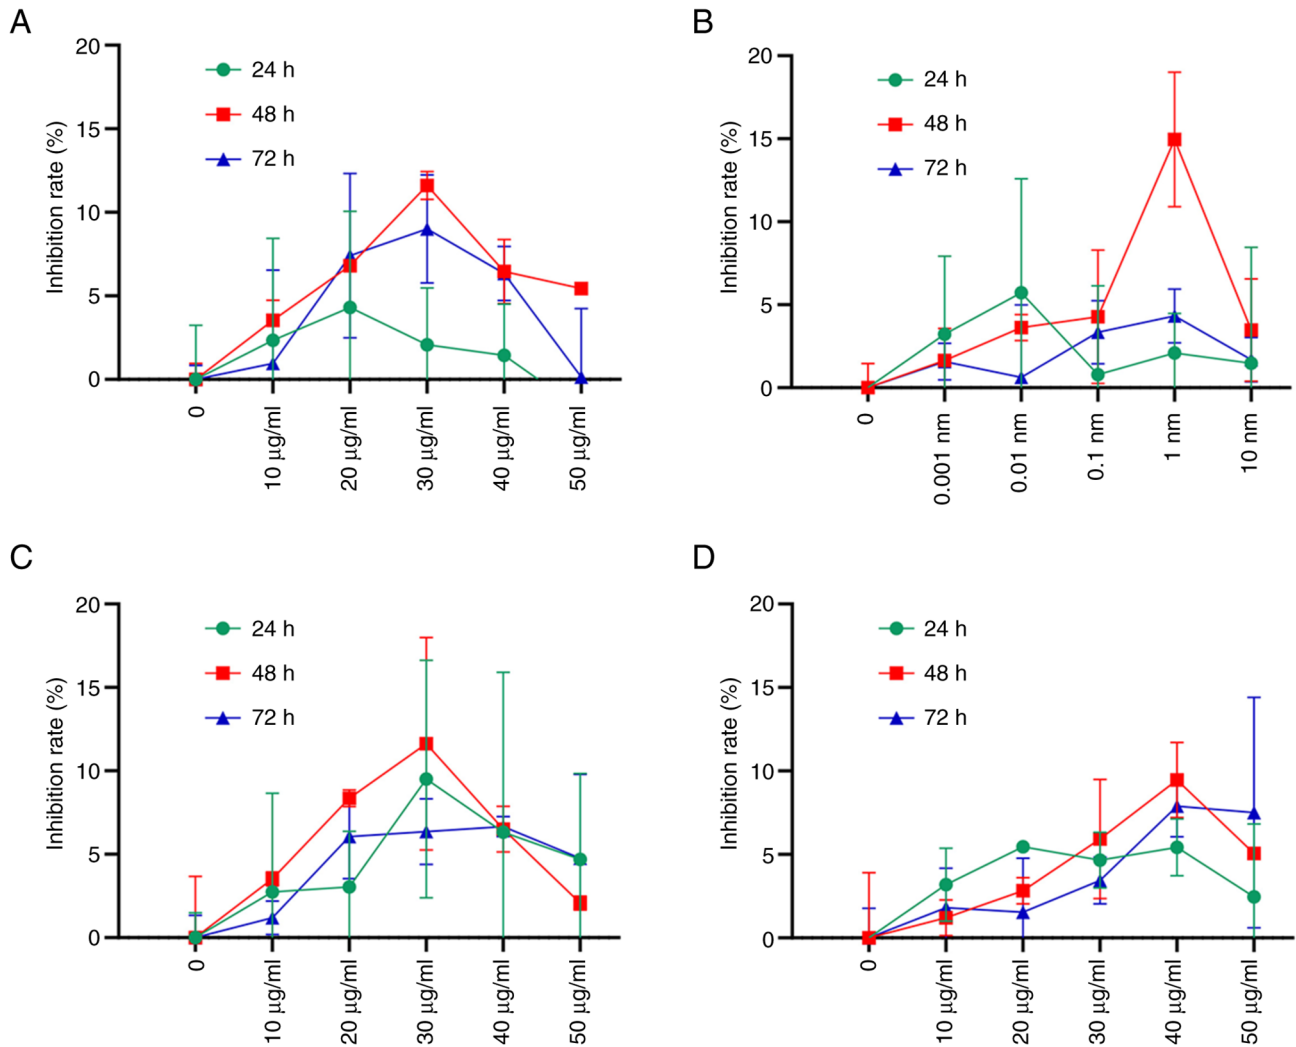 A
Inhibition rate (%)
20
15
10
5
0
24 h
48 h
72 h
0
10 μg/ml
20 μg/ml
30 μg/ml
40 μg/ml
50 μg/ml
B
Inhibition rate (%)
20
15
10
5
0
24 h
48 h
72 h
0
0.001 nm
0.01 nm
0.1 nm
1 nm
10 nm
C
Inhibition rate (%)
20
15
10
5
0
24 h
48 h
72 h
0
10 μg/ml
20 μg/ml
30 μg/ml
40 μg/ml
50 μg/ml
D
Inhibition rate (%)
20
15
10
5
0
24 h
48 h
72 h
0
10 μg/ml
20 μg/ml
30 μg/ml
40 μg/ml
50 μg/ml